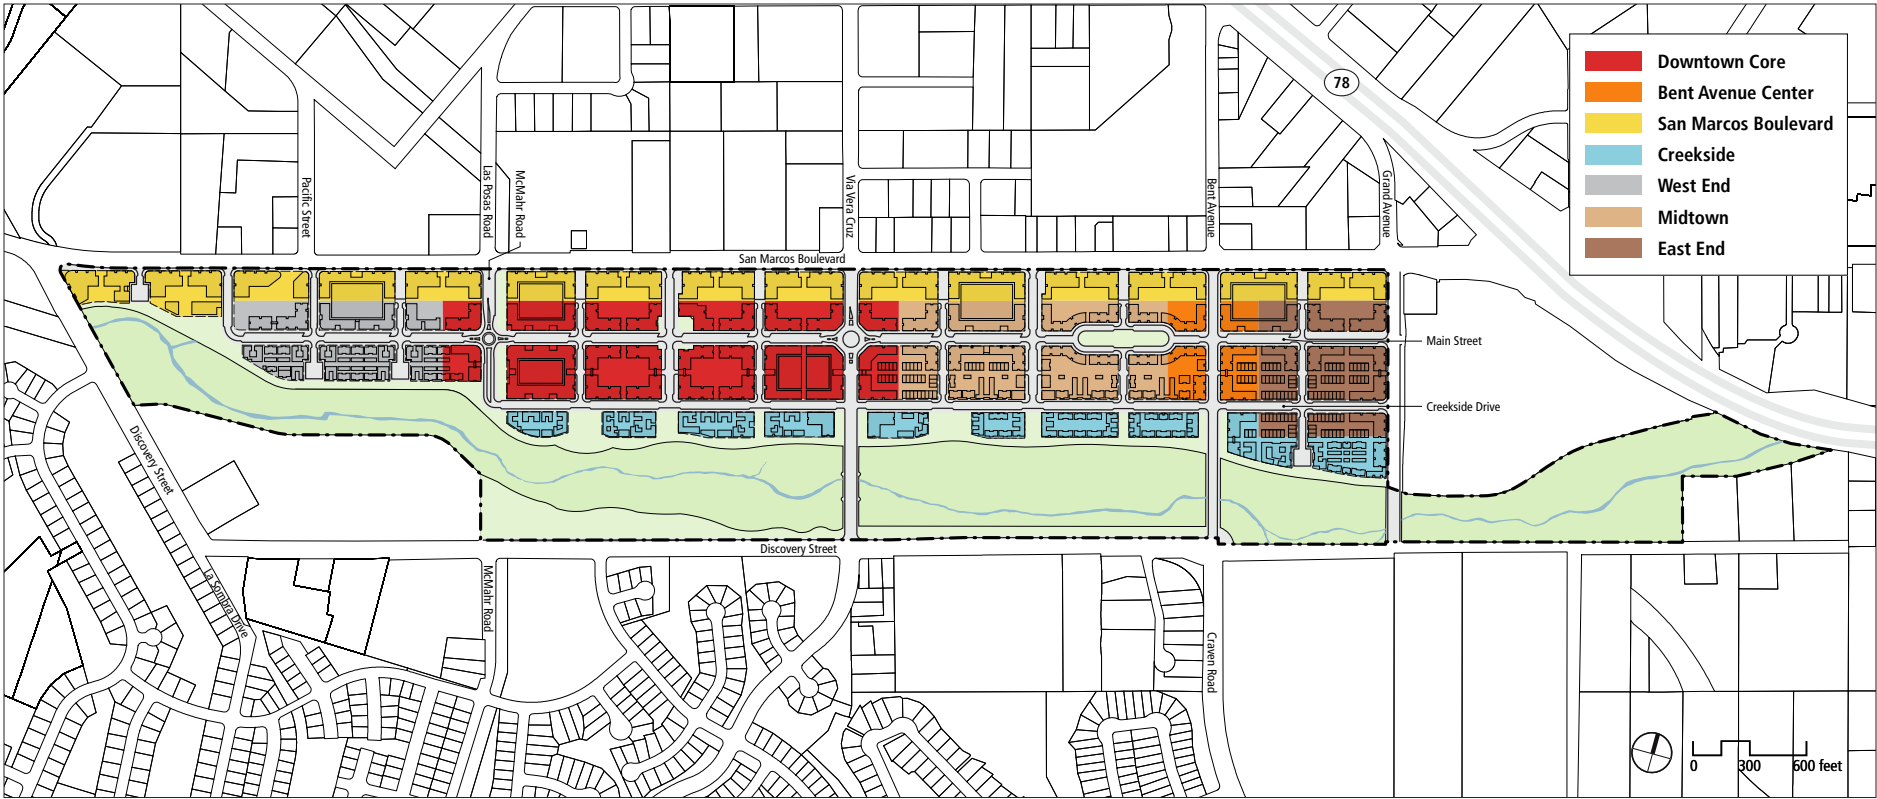 78
Downtown Core
Bent Avenue Center
San Marcos Boulevard
Creekside
West End
Midtown
East End
Pacific Street
Las Posas Road
McMahr Road
Via Vera Cruz
Bent Avenue
Grand Avenue
San Marcos Boulevard
Main Street
Creekside Drive
Discovery Street
Discovery Street
La Sombra Drive
McMahr Road
Craven Road
0 300 600 feet